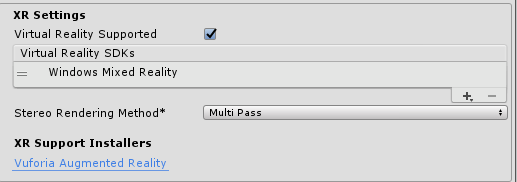 XR Settings
Virtual Reality Supported
Virtual Reality SDKs
Windows Mixed Reality
Stereo Rendering Method* Multi Pass
XR Support Installers
Vuforia Augmented Reality